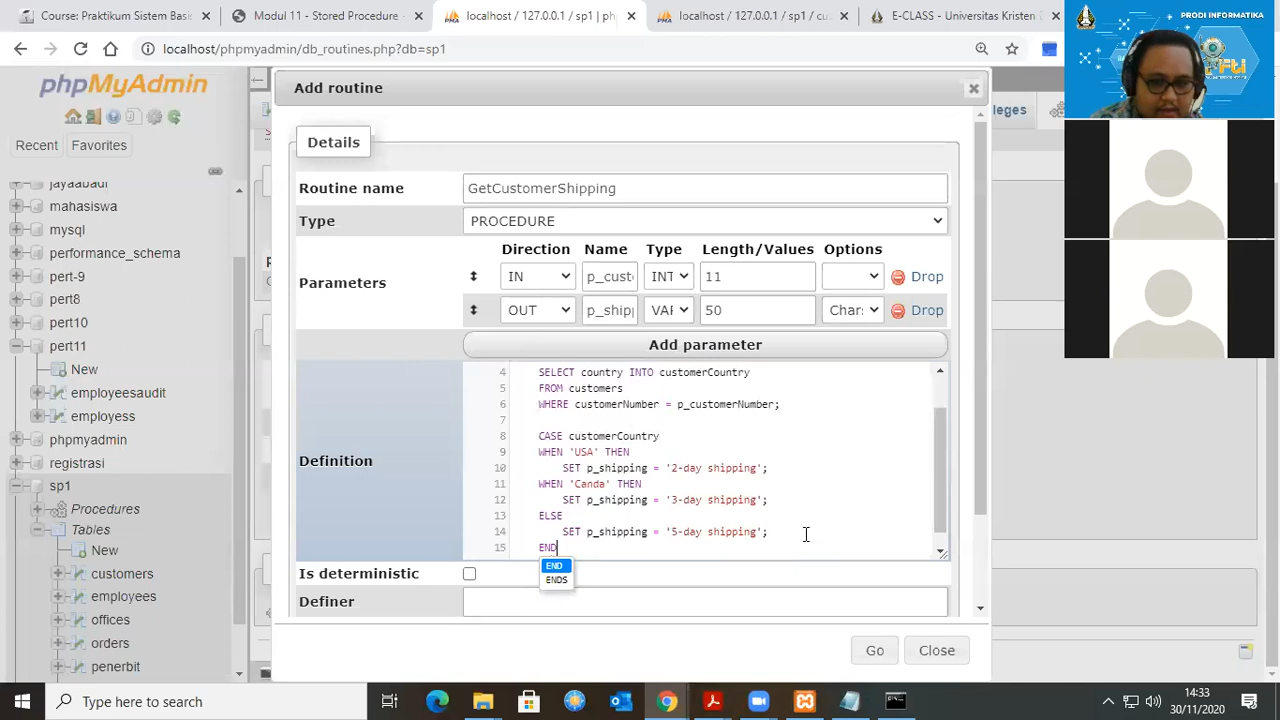 Course: Praktikum Sistem Basis
Modul 11 - Stored Procedure -
localhost / 127.0.0.1 / sp1 | ph
localhost / 127.0.0.1 / sp1 / cu
E-CLASS - Universitas Kristen
PRODI INFORMATIKA
localhost/phpmyadmin/db_routines.php?db=sp1
phpMyAdmin
Recent
Favorites
jayaabadi
mahasiswa
mysql
performance_schema
pert-9
pert8
pert10
pert11
New
employeesaudit
employeess
phpmyadmin
registrasi
sp1
Procedures
Tables
New
customers
employees
offices
orders
penerbit
leges
Add routine
Details
Routine name
GetCustomerShipping
Type
PROCEDURE
Parameters
Direction Name Type Length/Values Options
IN p_cust INT 11 Drop
OUT p_ship VAR 50 Chars Drop
Add parameter
Definition
4 SELECT country INTO customerCountry
5 FROM customers
6 WHERE customerNumber = p_customerNumber;
7
8 CASE customerCountry
9 WHEN 'USA' THEN
10 SET p_shipping = '2-day shipping';
11 WHEN 'Canda' THEN
12 SET p_shipping = '3-day shipping';
13 ELSE
14 SET p_shipping = '5-day shipping';
15 END
END
ENDS
Is deterministic
Definer
Go
Close
Type here to search
14:33
30/11/2020